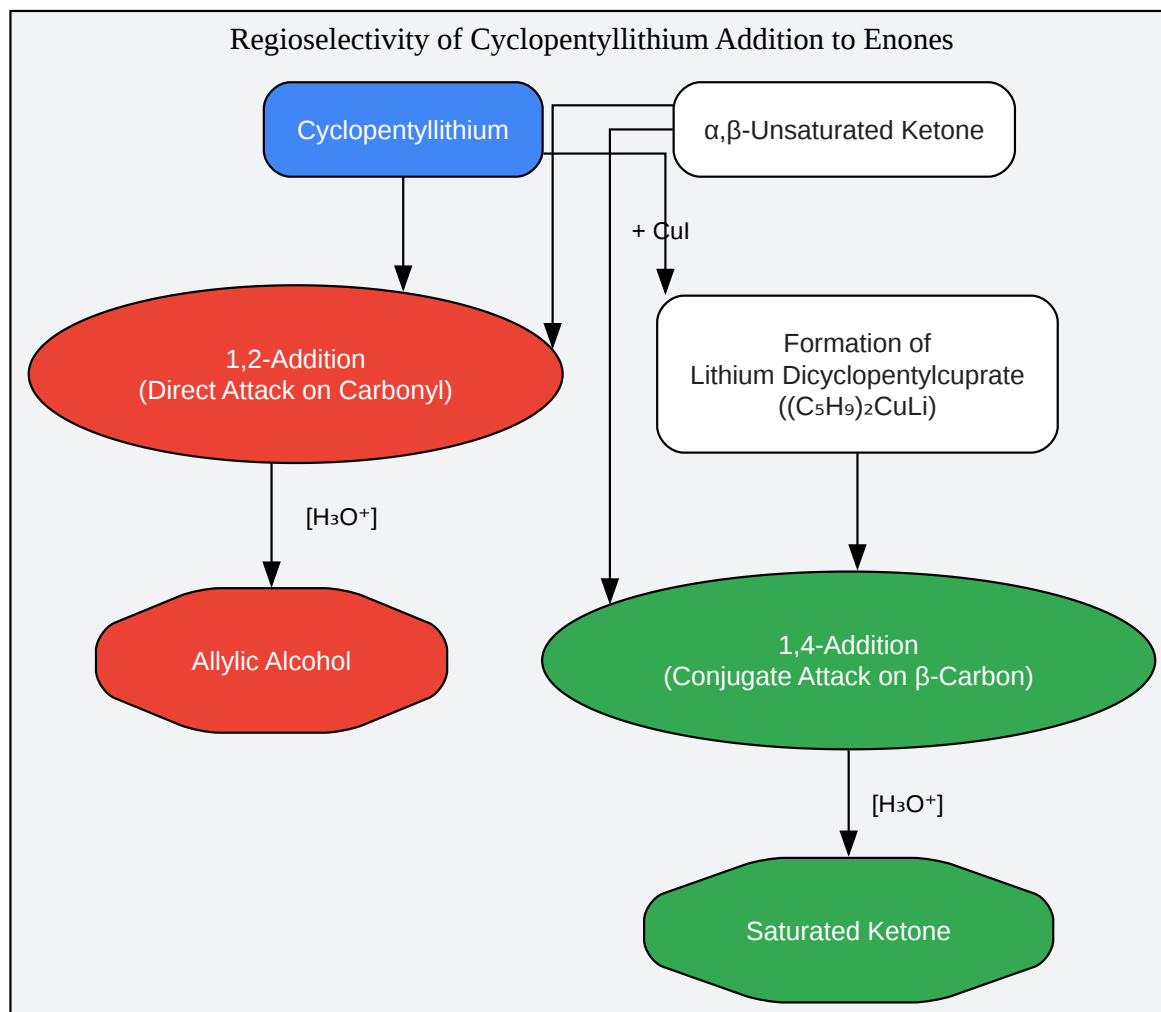 Regioselectivity of Cyclopentyllithium Addition to Enones
Cyclopentyllithium
α,β-Unsaturated Ketone
+ CuI
1,2-Addition
(Direct Attack on Carbonyl)
Formation of
Lithium Dicyclopentylcuprate
((C₅H₉)₂CuLi)
[H₃O⁺]
Allylic Alcohol
1,4-Addition
(Conjugate Attack on β-Carbon)
[H₃O⁺]
Saturated Ketone